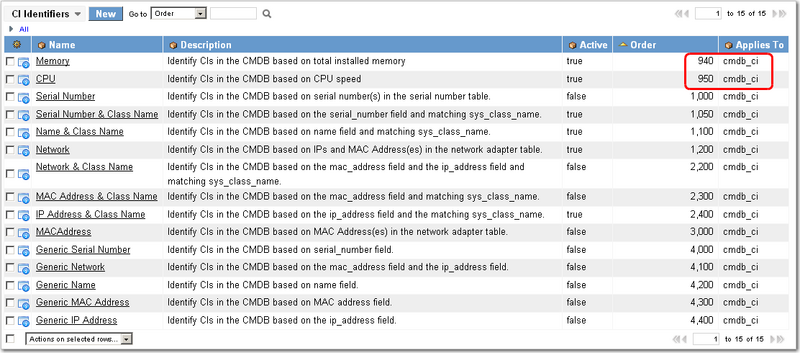 CI Identifiers New Go to Order 1 to 15 of 15
All
Name Description Active Order Applies To
Memory Identify CIs in the CMDB based on total installed memory true 940 cmdb_ci
CPU Identify CIs in the CMDB based on CPU speed true 950 cmdb_ci
Serial Number Identify CIs in the CMDB based on serial number(s) in the serial number table. false 1,000 cmdb_ci
Serial Number & Class Name Identify CIs in the CMDB based on the serial_number field and matching sys_class_name. true 1,050 cmdb_ci
Name & Class Name Identify CIs in the CMDB based on name field and matching sys_class_name. true 1,100 cmdb_ci
Network Identify CIs in the CMDB based on IPs and MAC Address(es) in the network adapter table. true 1,200 cmdb_ci
Network & Class Name Identify CIs in the CMDB based on the mac_address field and the ip_address field and false 2,200 cmdb_ci
matching sys_class_name.
MAC Address & Class Name Identify CIs in the CMDB based on the mac_address field and matching sys_class_name. false 2,300 cmdb_ci
IP Address & Class Name Identify CIs in the CMDB based on the ip_address field and the matching sys_class_name. true 2,400 cmdb_ci
MACAddress Identify CIs in the CMDB based on MAC Address(es) in the network adapter table. false 3,000 cmdb_ci
Generic Serial Number Identify CIs in the CMDB based on serial_number field. false 4,000 cmdb_ci
Generic Network Identify CIs in the CMDB based on the mac_address field and the ip_address field. false 4,100 cmdb_ci
Generic Name Identify CIs in the CMDB based on name field. false 4,200 cmdb_ci
Generic MAC Address Identify CIs in the CMDB based on MAC address field. false 4,300 cmdb_ci
Generic IP Address Identify CIs in the CMDB based on the ip_address field. false 4,400 cmdb_ci
Actions on selected rows... 1 to 15 of 15